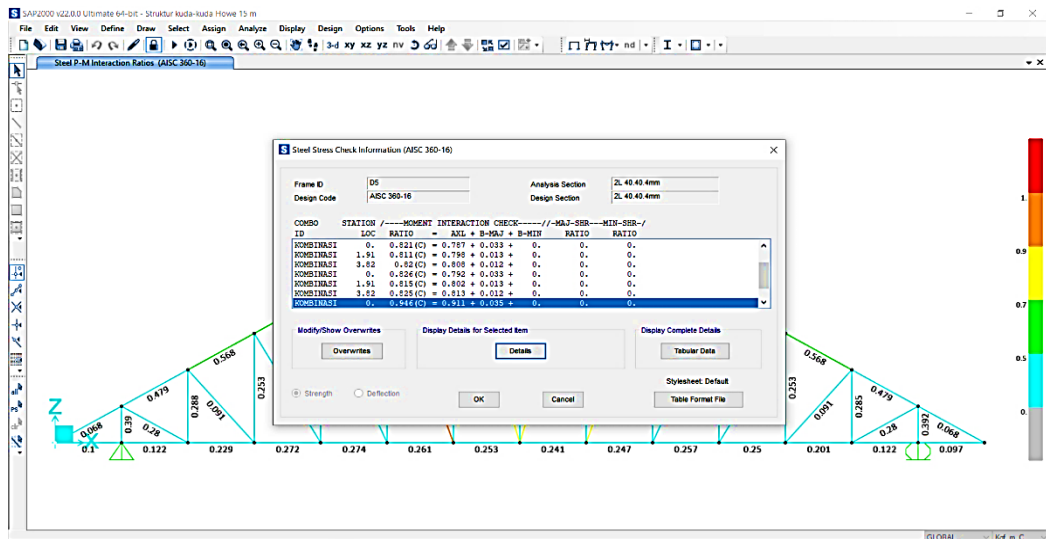 SAP2000 v22.0.0 Ultimate 64-bit - Struktur kuda-kuda Howe 15 m
File Edit View Define Draw Select Assign Analyze Display Design Options Tools Help
3-d xy xz yz nv nd
Steel P-M Interaction Ratios (AISC 360-16)
Steel Stress Check Information (AISC 360-16)
Frame ID D5 Analysis Section 2L 40.40.4mm
Design Code AISC 360-16 Design Section 2L 40.40.4mm
COMBO STATION /----MOMENT INTERACTION CHECK-----//-MAJ-SHR---MIN-SHR-/
ID LOC RATIO = AXL + B-MAJ + B-MIN RATIO RATIO
KOMBINASI 0. 0.821(C) = 0.787 + 0.033 + 0. 0. 0.
KOMBINASI 1.91 0.811(C) = 0.798 + 0.013 + 0. 0. 0.
KOMBINASI 3.82 0.82(C) = 0.808 + 0.012 + 0. 0. 0.
KOMBINASI 0. 0.826(C) = 0.792 + 0.033 + 0. 0. 0.
KOMBINASI 1.91 0.815(C) = 0.802 + 0.013 + 0. 0. 0.
KOMBINASI 3.82 0.825(C) = 0.813 + 0.012 + 0. 0. 0.
KOMBINASI 0. 0.946(C) = 0.911 + 0.035 + 0. 0. 0.
Modify/Show Overwrites Display Details for Selected Item Display Complete Details
Overwrites Details Tabular Data
Stylesheet: Default
Strength Deflection OK Cancel Table Format File
1.
0.9
0.7
0.5
0.
0.568 0.568
0.479 0.288 0.091 0.253 0.253 0.091 0.285 0.479
0.068 0.39 0.28 0.28 0.392 0.068
Z
X
0.1 0.122 0.229 0.272 0.274 0.261 0.253 0.241 0.247 0.257 0.25 0.201 0.122 0.097
all
PS
GLOBAL Kgf, m, C